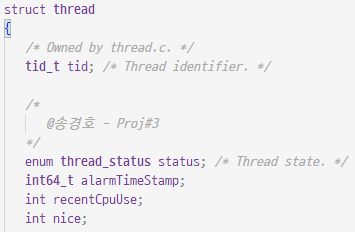 struct thread
{
/* Owned by thread.c. */
tid_t tid; /* Thread identifier. */
/*
@송경호 - Proj#3
*/
enum thread_status status; /* Thread state. */
int64_t alarmTimeStamp;
int recentCpuUse;
int nice;